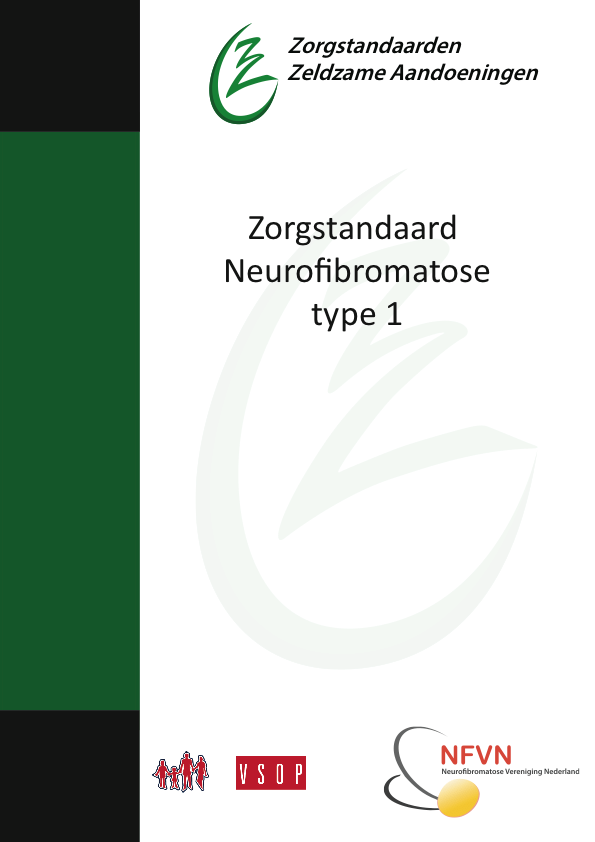 Zorgstandaarden
Zeldzame Aandoeningen
Zorgstandaard
Neurofibromatose
type 1
VSOP
NFVN
Neurofibromatose Vereniging Nederland